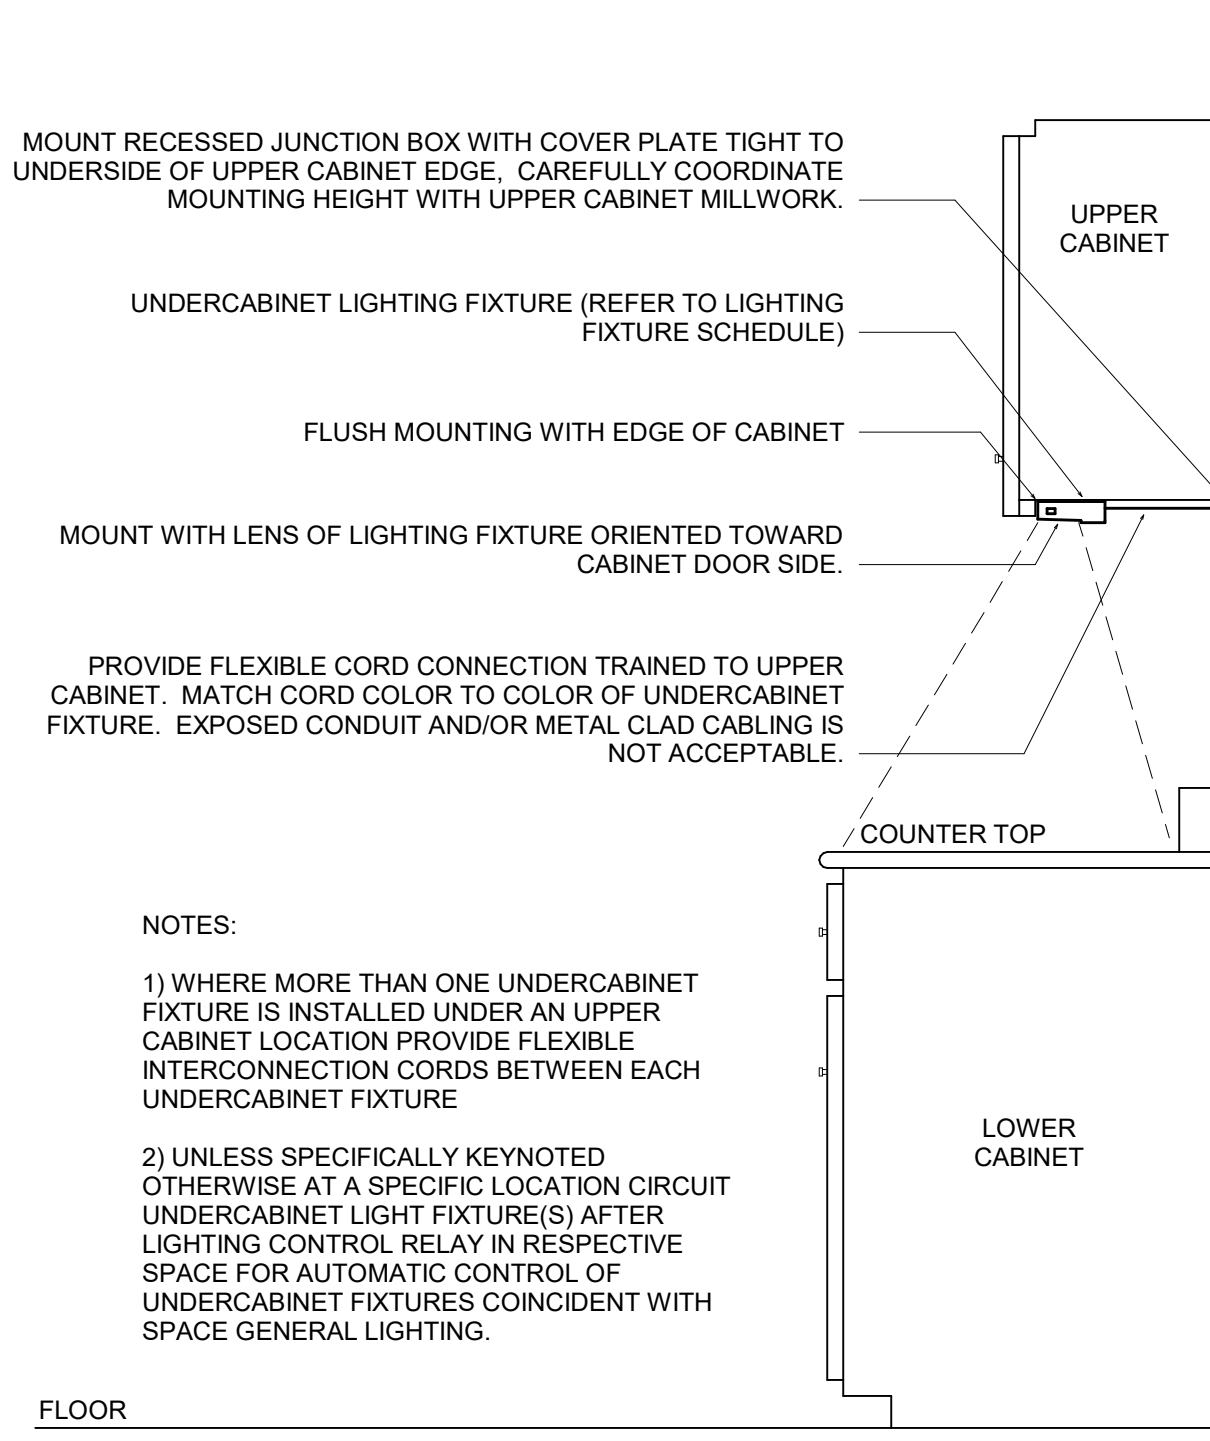 MOUNT RECESSED JUNCTION BOX WITH COVER PLATE TIGHT TO
UNDERSIDE OF UPPER CABINET EDGE, CAREFULLY COORDINATE
MOUNTING HEIGHT WITH UPPER CABINET MILLWORK.
UPPER
CABINET
UNDERCABINET LIGHTING FIXTURE (REFER TO LIGHTING
FIXTURE SCHEDULE)
FLUSH MOUNTING WITH EDGE OF CABINET
MOUNT WITH LENS OF LIGHTING FIXTURE ORIENTED TOWARD
CABINET DOOR SIDE.
PROVIDE FLEXIBLE CORD CONNECTION TRAINED TO UPPER
CABINET. MATCH CORD COLOR TO COLOR OF UNDERCABINET
FIXTURE. EXPOSED CONDUIT AND/OR METAL CLAD CABLING IS
NOT ACCEPTABLE.
COUNTER TOP
NOTES:
1) WHERE MORE THAN ONE UNDERCABINET
FIXTURE IS INSTALLED UNDER AN UPPER
CABINET LOCATION PROVIDE FLEXIBLE
INTERCONNECTION CORDS BETWEEN EACH
UNDERCABINET FIXTURE
2) UNLESS SPECIFICALLY KEYNOTED
OTHERWISE AT A SPECIFIC LOCATION CIRCUIT
UNDERCABINET LIGHT FIXTURE(S) AFTER
LIGHTING CONTROL RELAY IN RESPECTIVE
SPACE FOR AUTOMATIC CONTROL OF
UNDERCABINET FIXTURES COINCIDENT WITH
SPACE GENERAL LIGHTING.
LOWER
CABINET
FLOOR